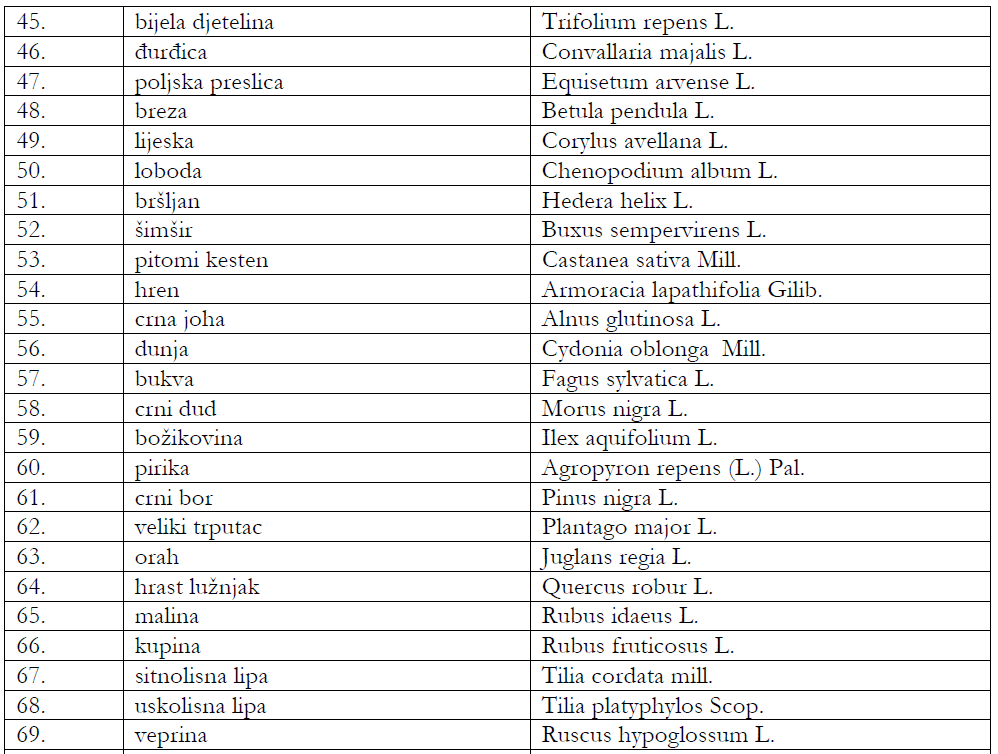 45. bijela djetelina Trifolium repens L.
46. đurđica Convallaria majalis L.
47. poljska preslica Equisetum arvense L.
48. breza Betula pendula L.
49. lijeska Corylus avellana L.
50. loboda Chenopodium album L.
51. bršljan Hedera helix L.
52. šimšir Buxus sempervirens L.
53. pitomi kesten Castanea sativa Mill.
54. hren Armoracia lapathifolia Gilib.
55. crna joha Alnus glutinosa L.
56. dunja Cydonia oblonga  Mill.
57. bukva Fagus sylvatica L.
58. crni dud Morus nigra L.
59. božikovina Ilex aquifolium L.
60. pirika Agropyron repens (L.) Pal.
61. crni bor Pinus nigra L.
62. veliki trputac Plantago major L.
63. orah Juglans regia L.
64. hrast lužnjak Quercus robur L.
65. malina Rubus idaeus L.
66. kupina Rubus fruticosus L.
67. sitnolisna lipa Tilia cordata mill.
68. uskolisna lipa Tilia platyphylos Scop.
69. veprina Ruscus hypoglossum L.